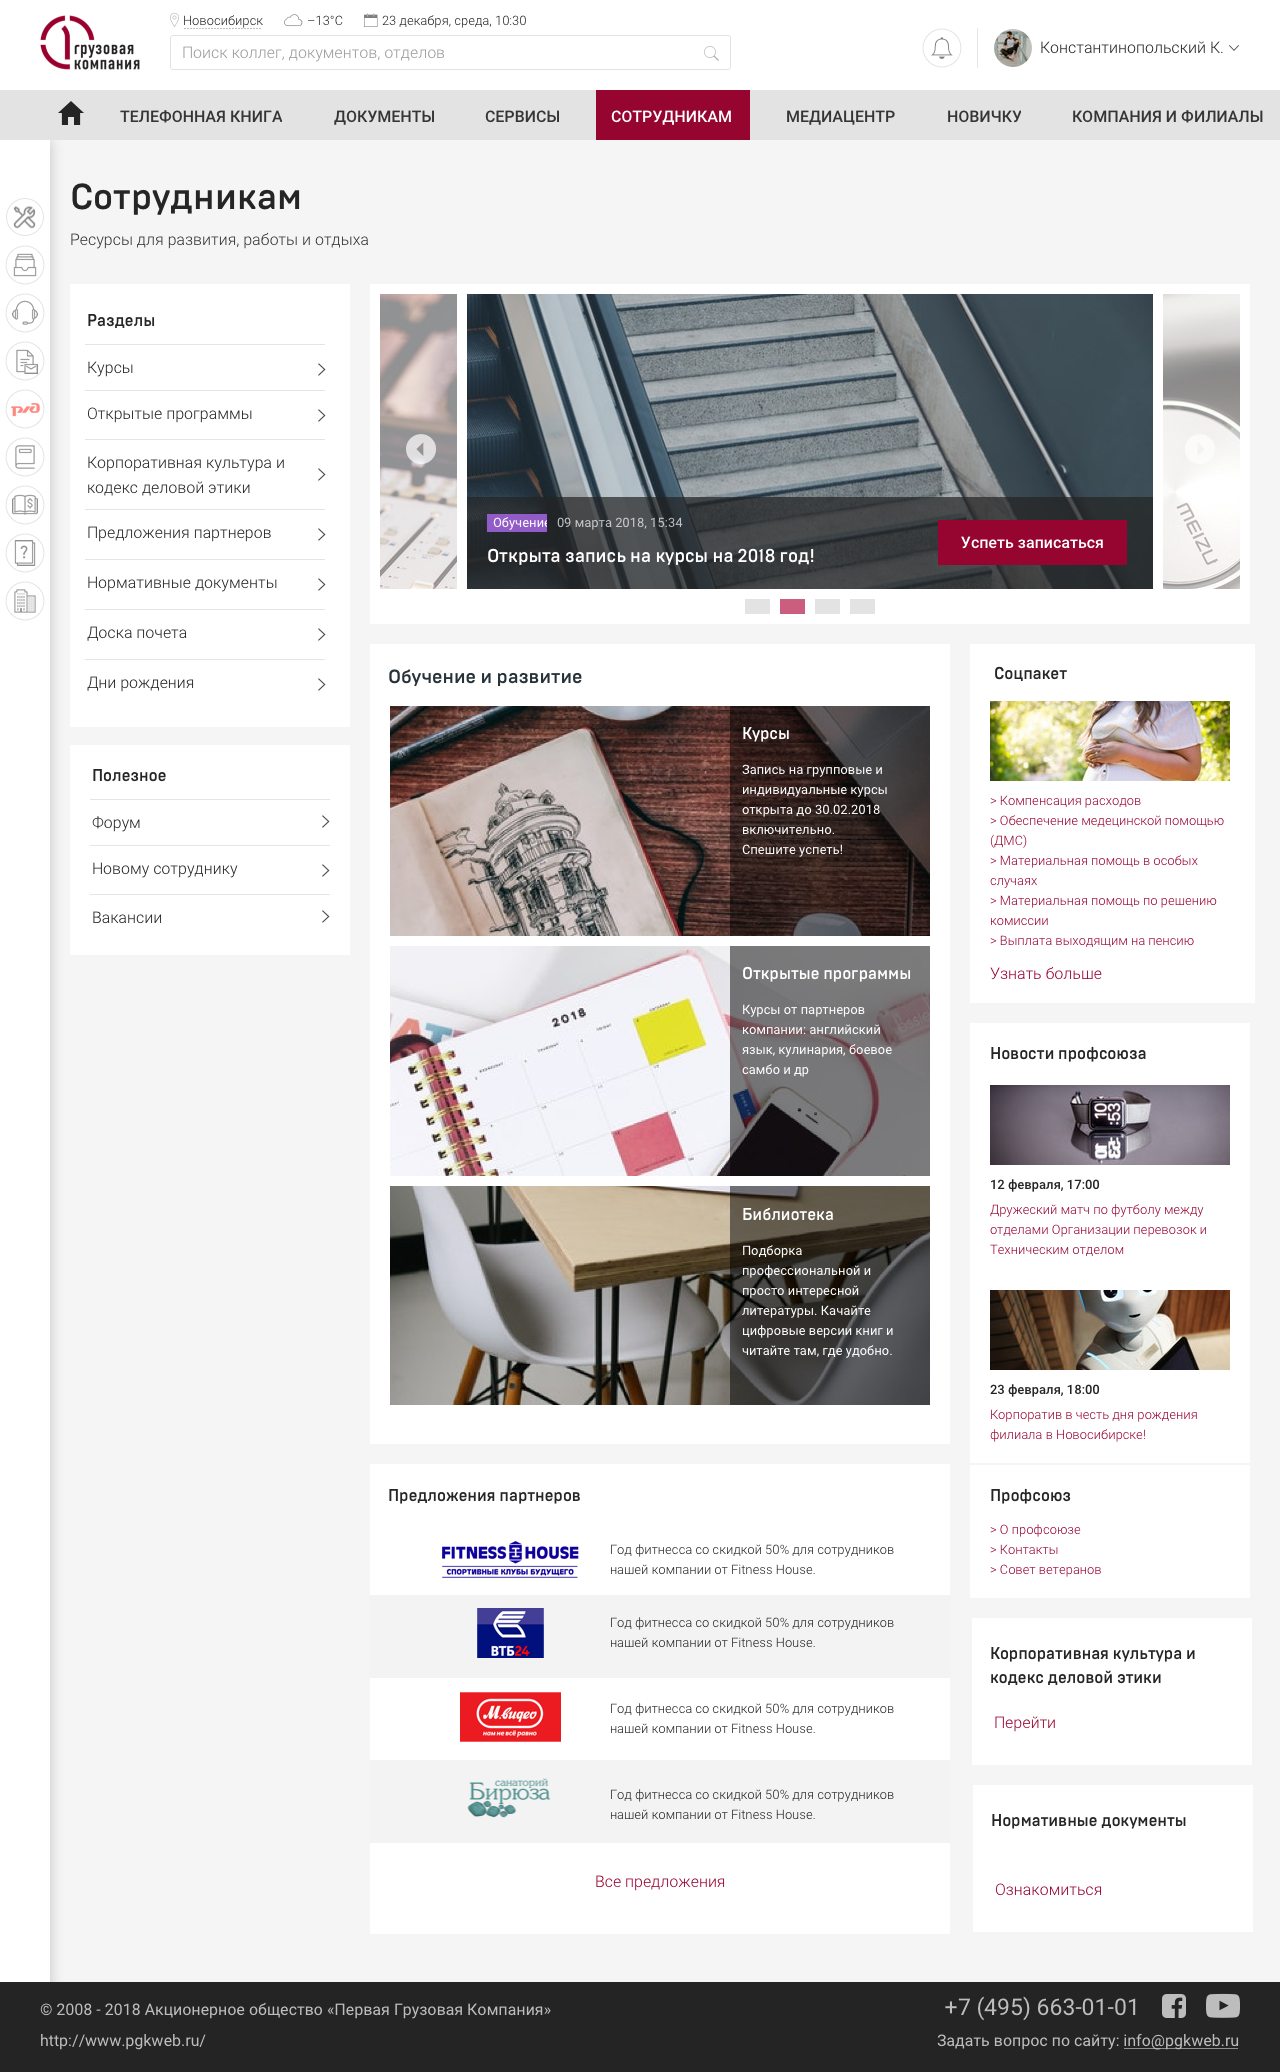 Новосибирск
−13°С
23 декабря, среда, 10:30
1 грузовая
компания
Поиск коллег, документов, отделов
Константинопольский К.
ТЕЛЕФОННАЯ КНИГА
ДОКУМЕНТЫ
СЕРВИСЫ
СОТРУДНИКАМ
МЕДИАЦЕНТР
НОВИЧКУ
КОМПАНИЯ И ФИЛИАЛЫ
Сотрудникам
Ресурсы для развития, работы и отдыха
Разделы
Курсы
Открытые программы
Корпоративная культура и
кодекс деловой этики
Предложения партнеров
Нормативные документы
Доска почета
Дни рождения
Полезное
Форум
Новому сотруднику
Вакансии
Обучение
09 марта 2018, 15:34
Открыта запись на курсы на 2018 год!
Успеть записаться
MEIZU
Обучение и развитие
Курсы
Запись на групповые и
индивидуальные курсы
открыта до 30.02.2018
включительно.
Спешите успеть!
2018
Открытые программы
Курсы от партнеров
компании: английский
язык, кулинария, боевое
самбо и др
Библиотека
Подборка
профессиональной и
просто интересной
литературы. Качайте
цифровые версии книг и
читайте там, где удобно.
Предложения партнеров
FITNESS HOUSE
СПОРТИВНЫЕ КЛУБЫ БУДУЩЕГО
Год фитнесса со скидкой 50% для сотрудников
нашей компании от Fitness House.
ВТБ24
Год фитнесса со скидкой 50% для сотрудников
нашей компании от Fitness House.
М.видео
нам не всё равно
Год фитнесса со скидкой 50% для сотрудников
нашей компании от Fitness House.
санаторий
Бирюза
Год фитнесса со скидкой 50% для сотрудников
нашей компании от Fitness House.
Все предложения
Соцпакет
> Компенсация расходов
> Обеспечение медецинской помощью
(ДМС)
> Материальная помощь в особых
случаях
> Материальная помощь по решению
комиссии
> Выплата выходящим на пенсию
Узнать больше
Новости профсоюза
10
53
12 февраля, 17:00
Дружеский матч по футболу между
отделами Организации перевозок и
Техническим отделом
23 февраля, 18:00
Корпоратив в честь дня рождения
филиала в Новосибирске!
Профсоюз
> О профсоюзе
> Контакты
> Совет ветеранов
Корпоративная культура и
кодекс деловой этики
Перейти
Нормативные документы
Ознакомиться
© 2008 - 2018 Акционерное общество «Первая Грузовая Компания»
http://www.pgkweb.ru/
+7 (495) 663-01-01
Задать вопрос по сайту: info@pgkweb.ru